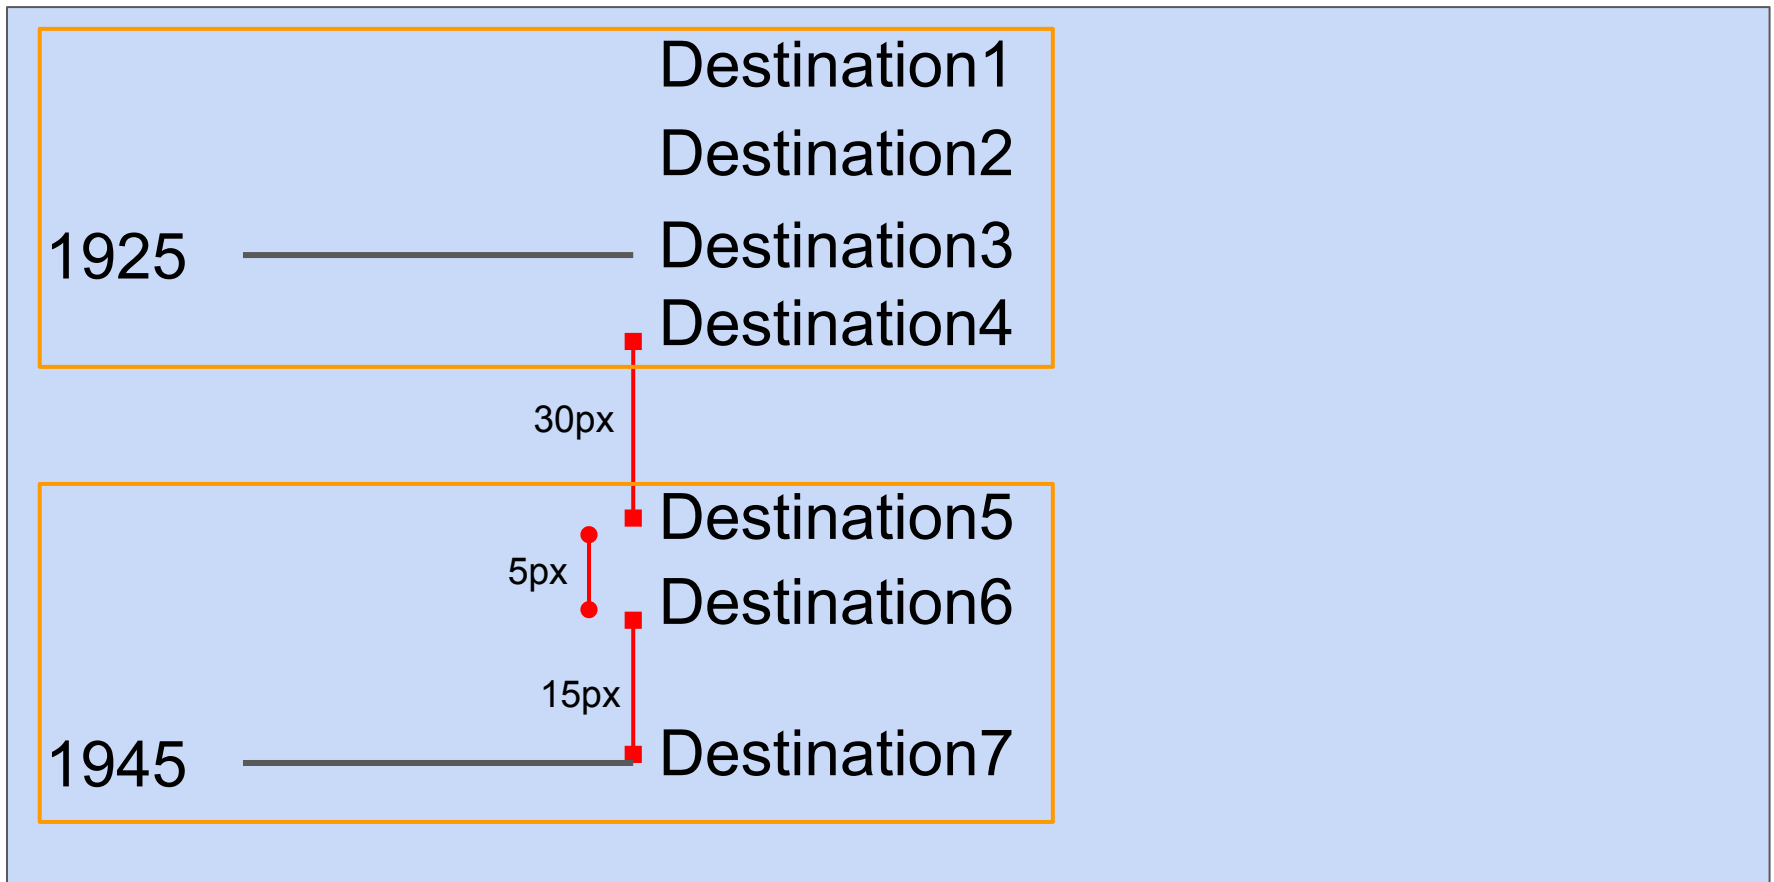 Destination1
Destination2
1925 Destination3
Destination4
30px
Destination5
5px
Destination6
15px
1945 Destination7